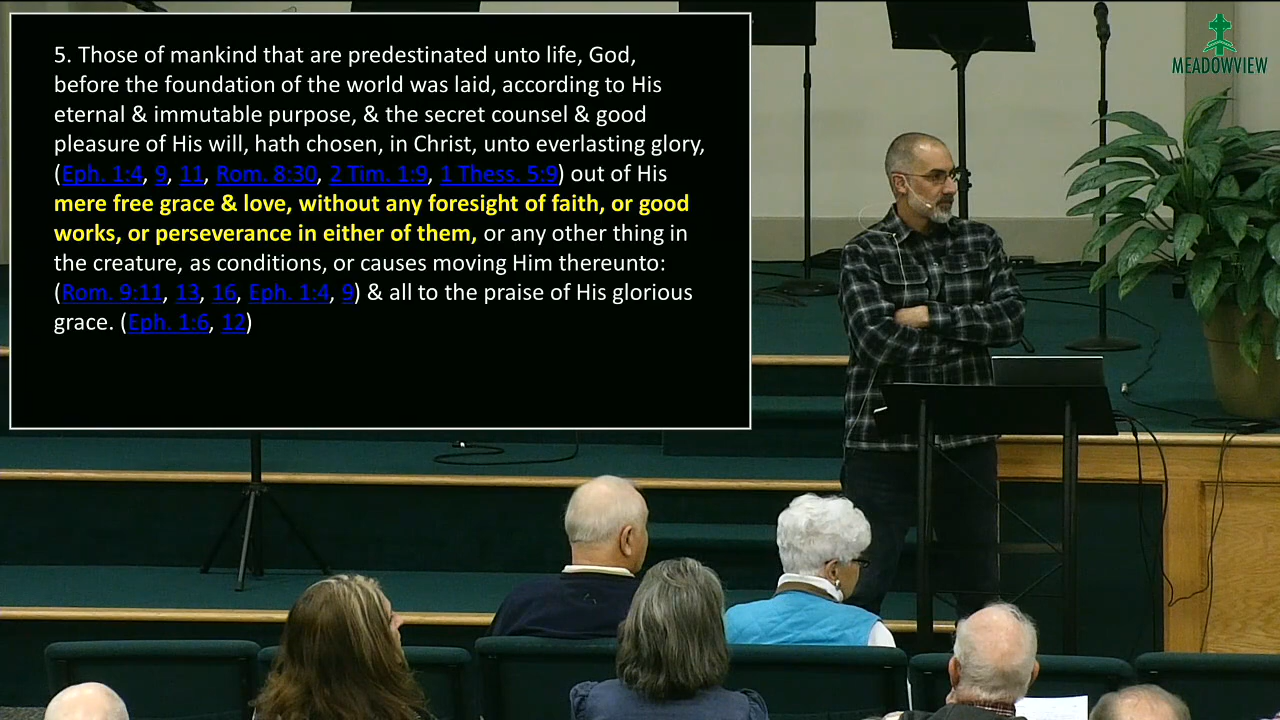 5. Those of mankind that are predestinated unto life, God,
before the foundation of the world was laid, according to His
eternal & immutable purpose, & the secret counsel & good
pleasure of His will, hath chosen, in Christ, unto everlasting glory,
(Eph. 1:4, 9, 11, Rom. 8:30, 2 Tim. 1:9, 1 Thess. 5:9) out of His
mere free grace & love, without any foresight of faith, or good
works, or perseverance in either of them, or any other thing in
the creature, as conditions, or causes moving Him thereunto:
(Rom. 9:11, 13, 16, Eph. 1:4, 9) & all to the praise of His glorious
grace. (Eph. 1:6, 12)
MEADOWVIEW